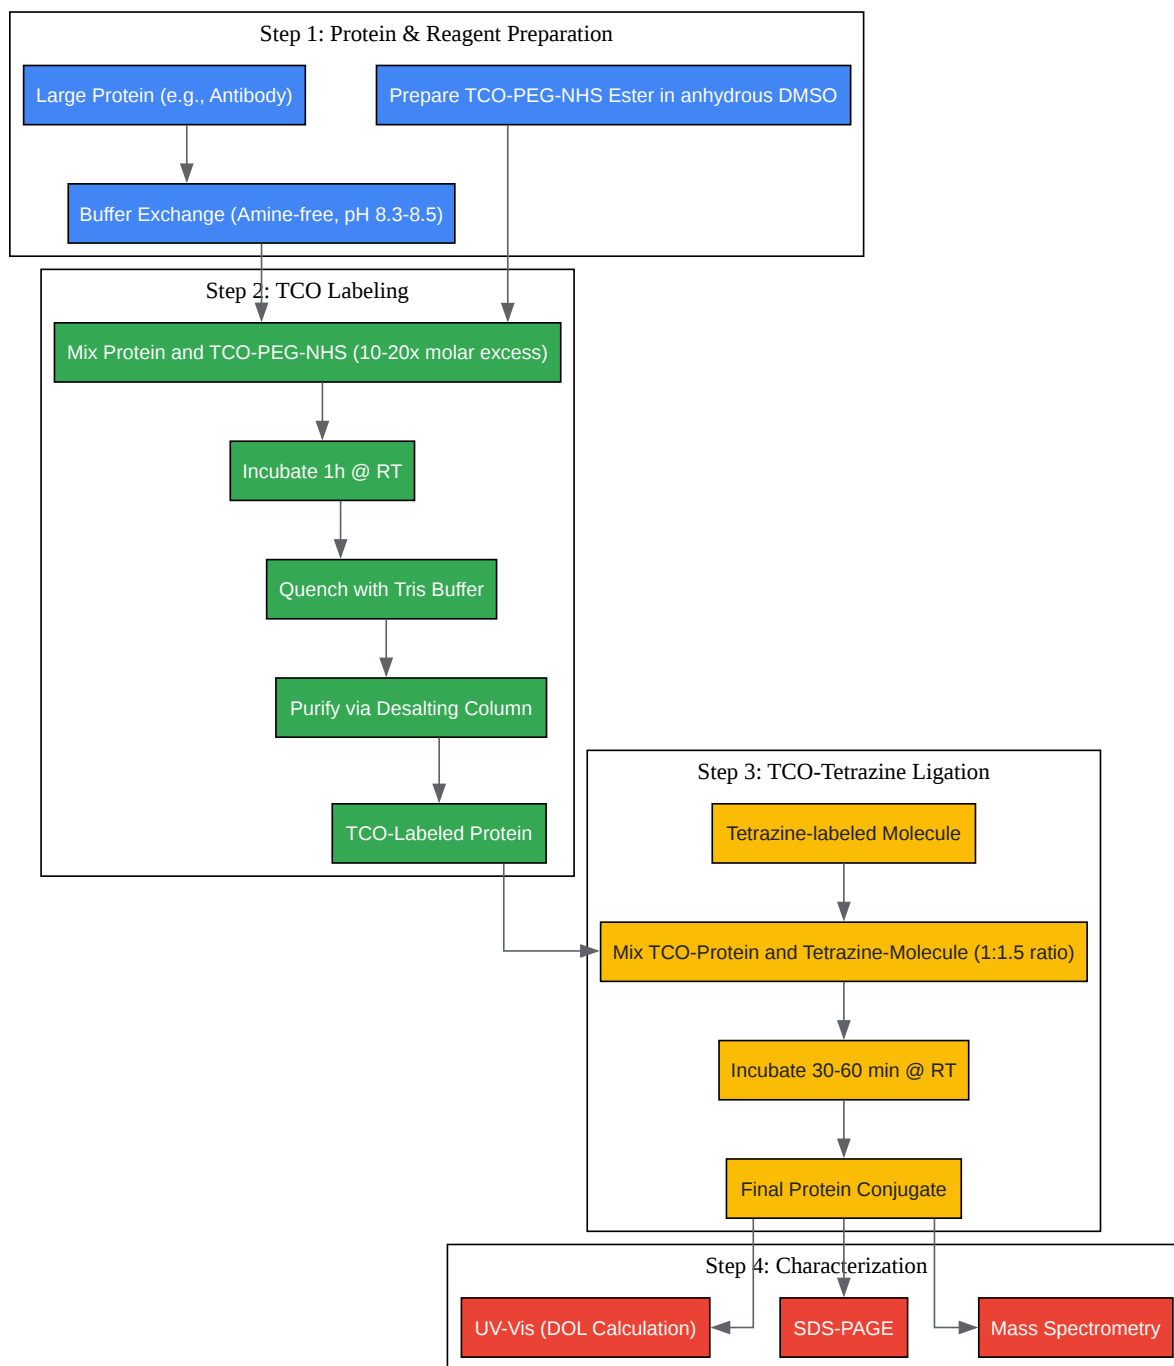 Step 1: Protein & Reagent Preparation
Large Protein (e.g., Antibody)
Prepare TCO-PEG-NHS Ester in anhydrous DMSO
Buffer Exchange (Amine-free, pH 8.3-8.5)
Step 2: TCO Labeling
Mix Protein and TCO-PEG-NHS (10-20x molar excess)
Incubate 1h @ RT
Quench with Tris Buffer
Purify via Desalting Column
TCO-Labeled Protein
Step 3: TCO-Tetrazine Ligation
Tetrazine-labeled Molecule
Mix TCO-Protein and Tetrazine-Molecule (1:1.5 ratio)
Incubate 30-60 min @ RT
Final Protein Conjugate
Step 4: Characterization
UV-Vis (DOL Calculation)
SDS-PAGE
Mass Spectrometry